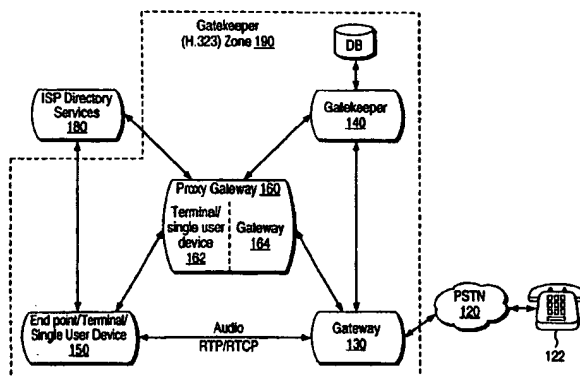 Gatekeeper
(H.323) Zone 190
DB
ISP Directory
Services
180
Gatekeeper
140
Proxy Gateway 160
Terminal/
single user
device
162
Gateway
164
End point/Terminal/
Single User Device
150
Audio
RTP/RTCP
Gateway
130
PSTN
120
122